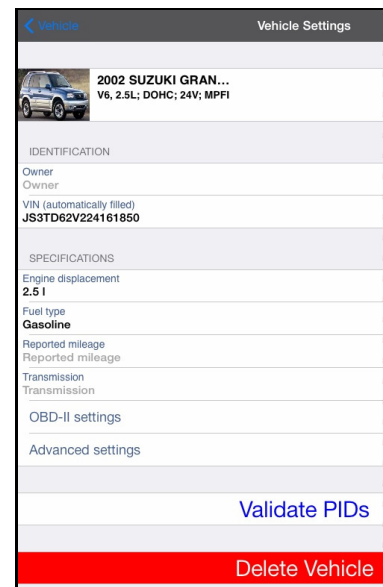 Vehicle
Vehicle Settings
2002 SUZUKI GRAN...
V6, 2.5L; DOHC; 24V; MPFI
IDENTIFICATION
Owner
Owner
VIN (automatically filled)
JS3TD62V224161850
SPECIFICATIONS
Engine displacement
2.5 l
Fuel type
Gasoline
Reported mileage
Reported mileage
Transmission
Transmission
OBD-II settings
Advanced settings
Validate PIDs
Delete Vehicle